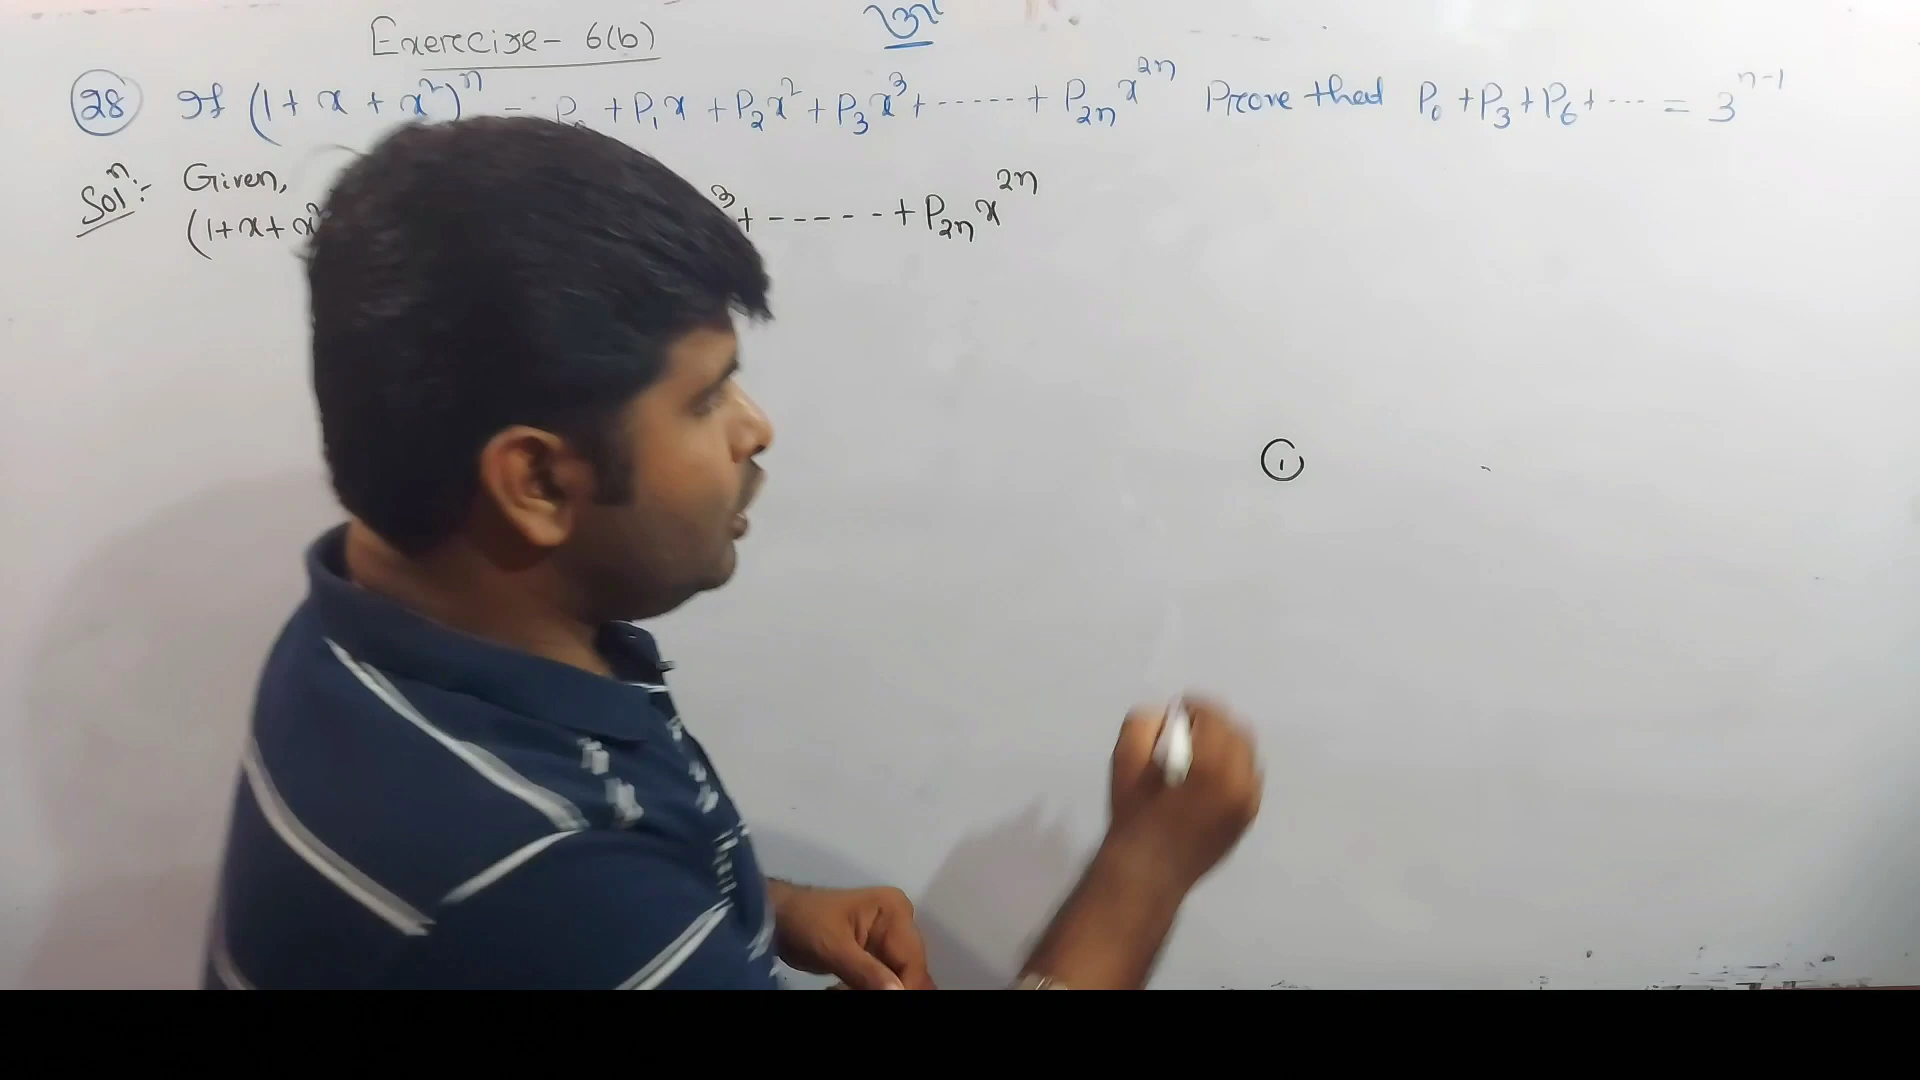 Exercise- 6(b)
28 If (1 + x + x²)ⁿ = P₀ + P₁x + P₂x² + P₃x³ + ----- + P₂ₙx²ⁿ Prove that P₀ + P₃ + P₆ + --- = 3ⁿ⁻¹
Solⁿ:- Given,
(1+x+x² ³+ ------ + P₂ₙx²ⁿ
①